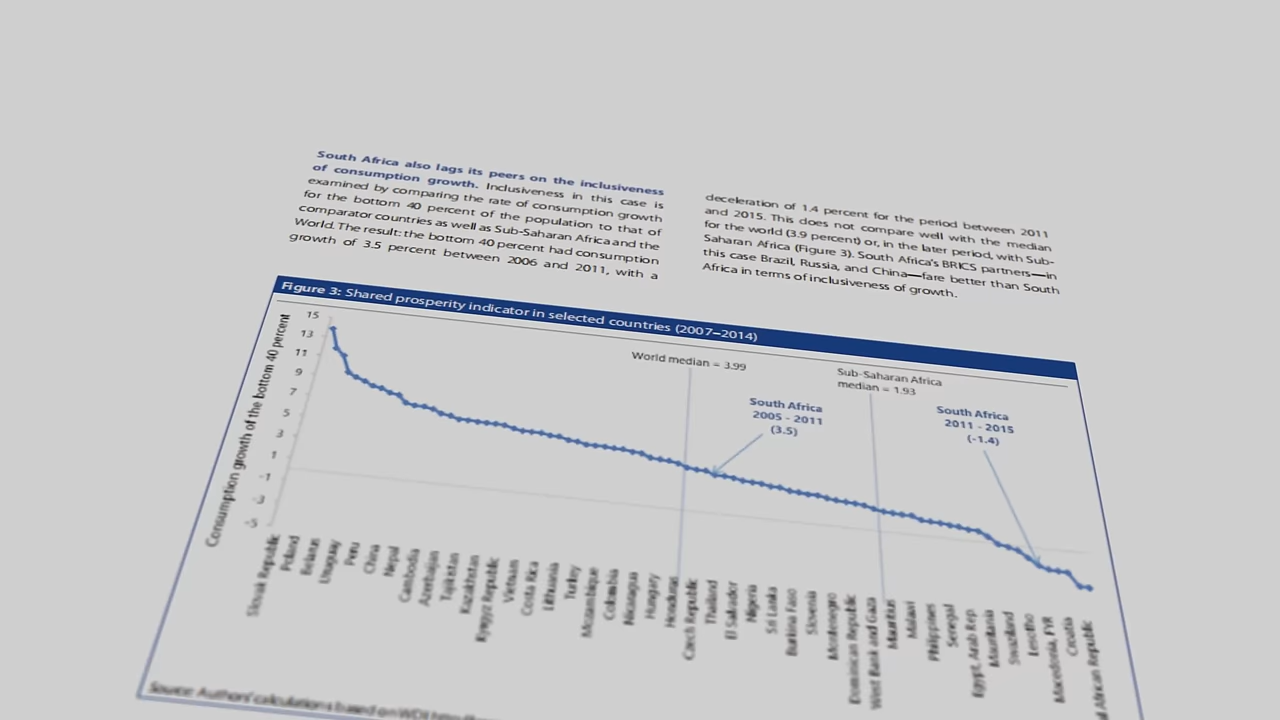 South Africa also lags its peers on the inclusiveness
of consumption growth. Inclusiveness in this case is
examined by comparing the rate of consumption growth
for the bottom 40 percent of the population to that of
comparator countries as well as Sub-Saharan Africa and the
World. The result: the bottom 40 percent had consumption
growth of 3.5 percent between 2006 and 2011, with a
deceleration of 1.4 percent for the period between 2011
and 2015. This does not compare well with the median
for the world (3.9 percent) or, in the later period, with Sub-
Saharan Africa (Figure 3). South Africa's BRICS partners—in
this case Brazil, Russia, and China—fare better than South
Africa in terms of inclusiveness of growth.
Figure 3: Shared prosperity indicator in selected countries (2007–2014)
Consumption growth of the bottom 40 percent
15
13
11
9
7
5
3
1
-1
-3
-5
World median = 3.99
Sub-Saharan Africa
median = 1.93
South Africa
2005 - 2011
(3.5)
South Africa
2011 - 2015
(-1.4)
Slovak Republic
Poland
Belarus
Uruguay
Peru
China
Nepal
Cambodia
Azerbaijan
Tajikistan
Kazakhstan
Kyrgyz Republic
Vietnam
Costa Rica
Lithuania
Turkey
Mozambique
Colombia
Nicaragua
Hungary
Honduras
Czech Republic
Thailand
El Salvador
Nigeria
Sri Lanka
Burkina Faso
Slovenia
Montenegro
Dominican Republic
West Bank and Gaza
Mauritius
Malawi
Philippines
Senegal
Egypt, Arab Rep.
Mauritania
Swaziland
Lesotho
Macedonia, FYR
Croatia
African Republic
Source: Authors' calculations based on WDI